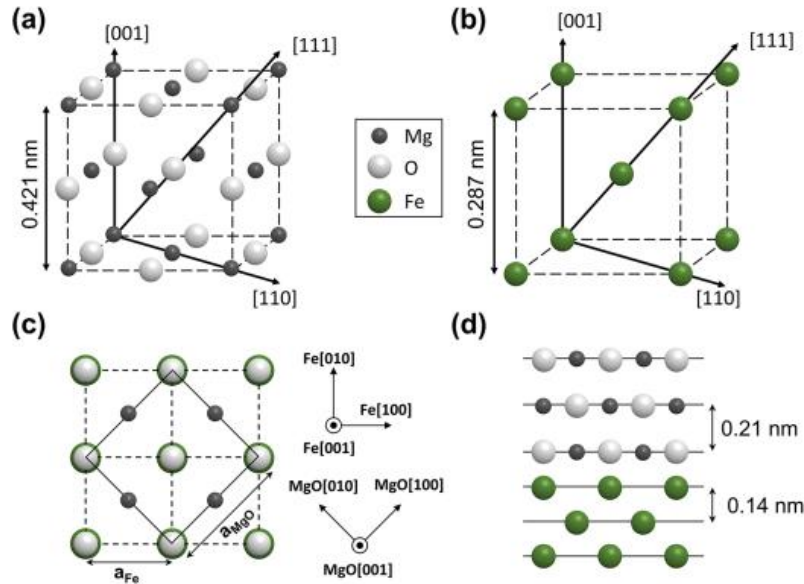 (a)
[001]
[111]
0.421 nm
[110]
Mg
O
Fe
(b)
[001]
[111]
0.287 nm
[110]
(c)
Fe[010]
Fe[100]
Fe[001]
MgO[010]
MgO[100]
MgO[001]
aMgO
aFe
(d)
0.21 nm
0.14 nm